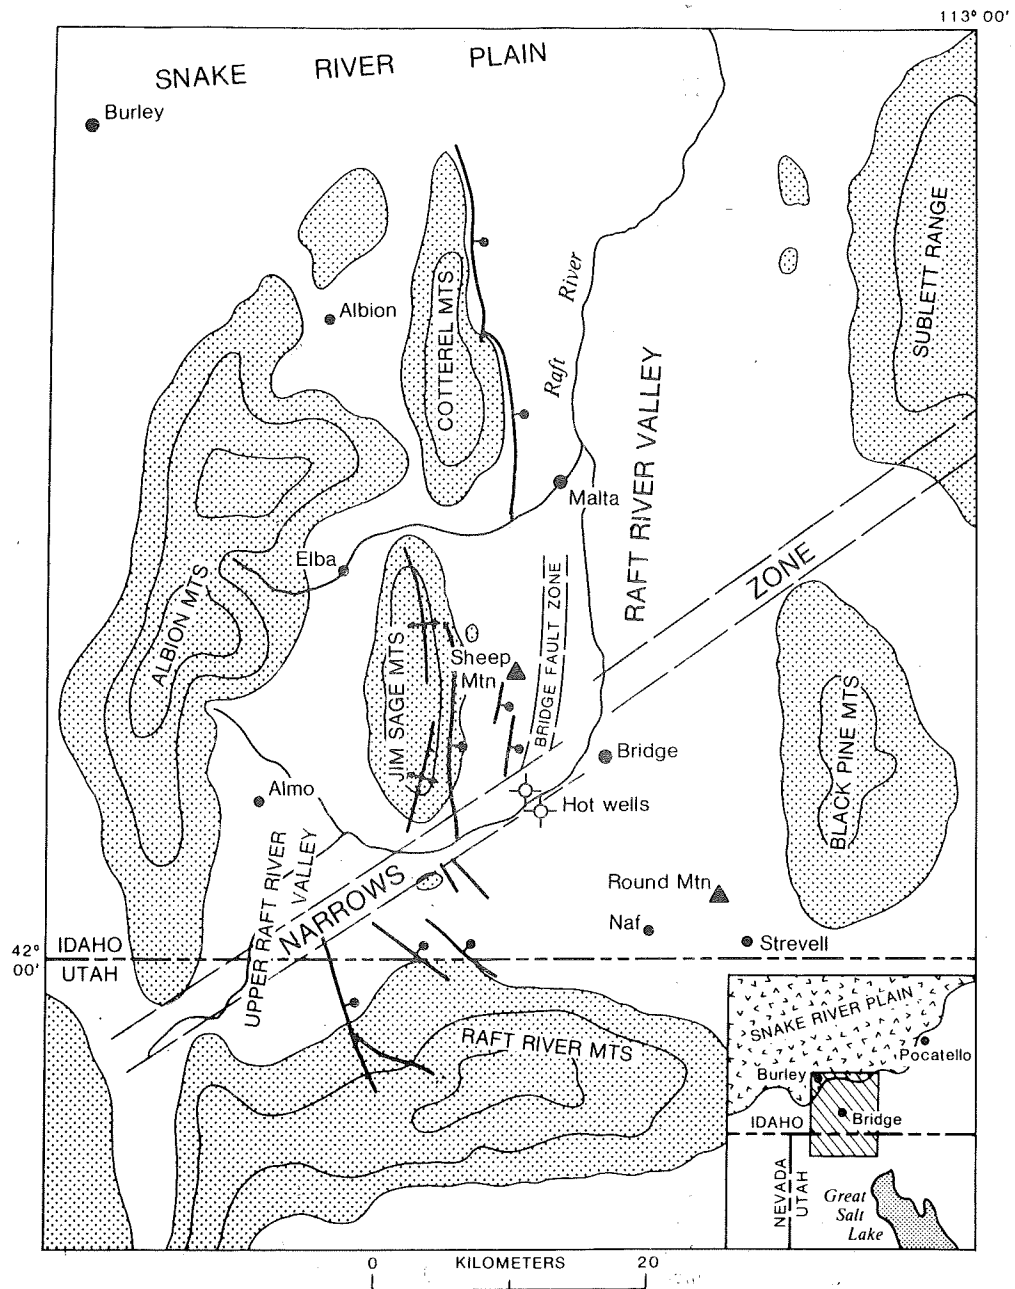 113° 00'
SNAKE RIVER PLAIN
Burley
SUBLETT RANGE
River
Raft
COTTEREL MTS
Albion
RAFT RIVER VALLEY
Malta
Elba
ZONE
ALBION MTS
JIM SAGE MTS
Sheep
Mtn
BRIDGE FAULT ZONE
BLACK PINE MTS
Bridge
Almo
Hot wells
UPPER RAFT RIVER
VALLEY
NARROWS
Round Mtn
Naf
Strevell
42°
00'
IDAHO
UTAH
RAFT RIVER MTS
SNAKE RIVER PLAIN
Pocatello
Burley
Bridge
IDAHO
NEVADA
UTAH
Great
Salt
Lake
0 KILOMETERS 20